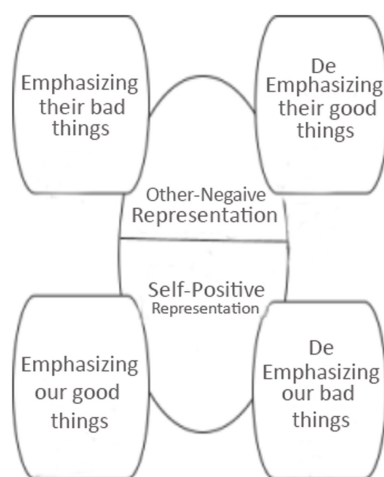 Emphasizing
their bad
things
De
Emphasizing
their good
things
Other-Negaive
Representation
Self-Positive
Representation
Emphasizing
our good
things
De
Emphasizing
our bad
things